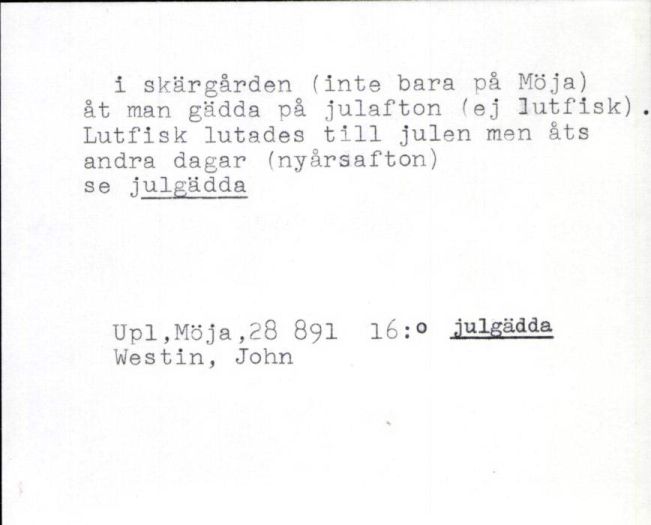 i skärgården (inte bara på Möja)
åt man gädda på julafton (ej lutfisk).
Lutfisk lutades till julen men åts
andra dagar (nyårsafton)
se julgädda
Upl,Möja,28 891 16:o julgädda
Westin, John